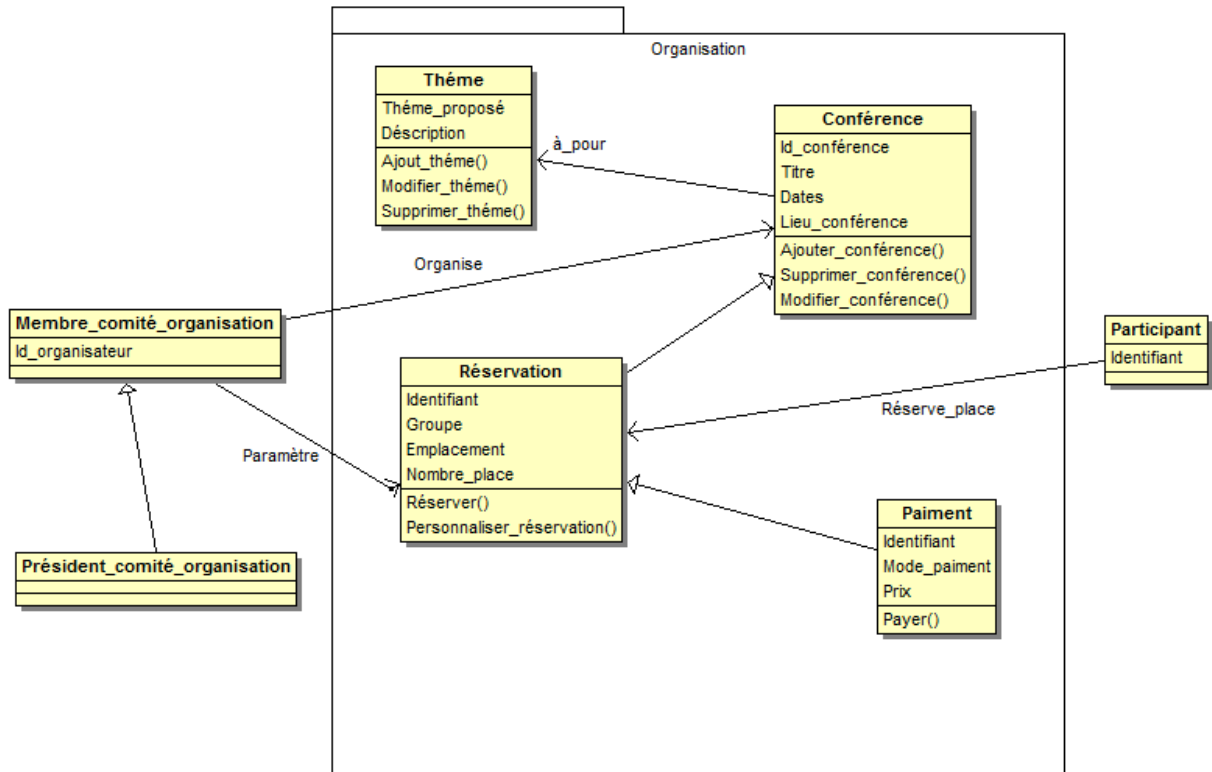 Organisation
Théme
Théme_proposé
Déscription
Ajout_théme()
Modifier_théme()
Supprimer_théme()
à_pour
Conférence
Id_conférence
Titre
Dates
Lieu_conférence
Ajouter_conférence()
Supprimer_conférence()
Modifier_conférence()
Organise
Membre_comité_organisation
Id_organisateur
Participant
Identifiant
Réservation
Identifiant
Groupe
Emplacement
Nombre_place
Réserver()
Personnaliser_réservation()
Réserve_place
Paramètre
Paiment
Identifiant
Mode_paiment
Prix
Payer()
Président_comité_organisation